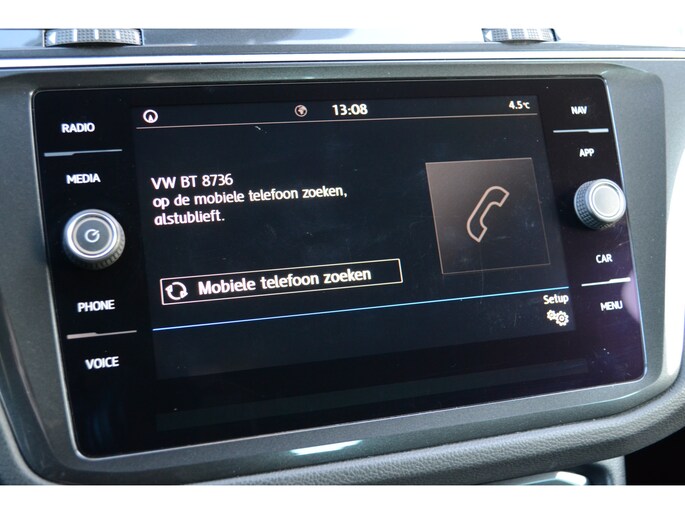 13:08
4.5°C
RADIO
MEDIA
PHONE
VOICE
VW BT 8736
op de mobiele telefoon zoeken,
alstublieft.
Mobiele telefoon zoeken
Setup
NAV
APP
CAR
MENU